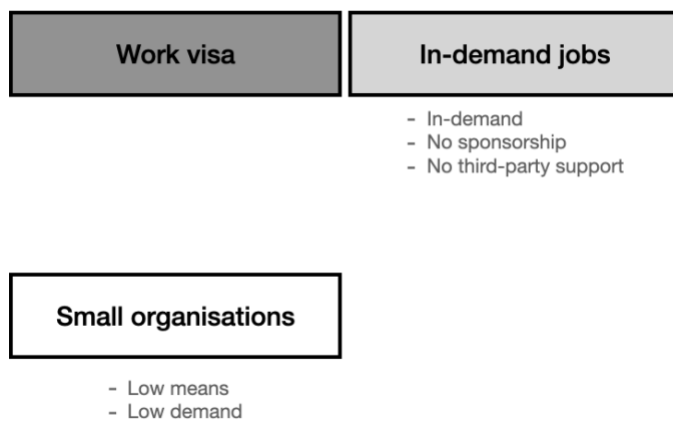 Work visa
In-demand jobs
- In-demand
- No sponsorship
- No third-party support
Small organisations
- Low means
- Low demand